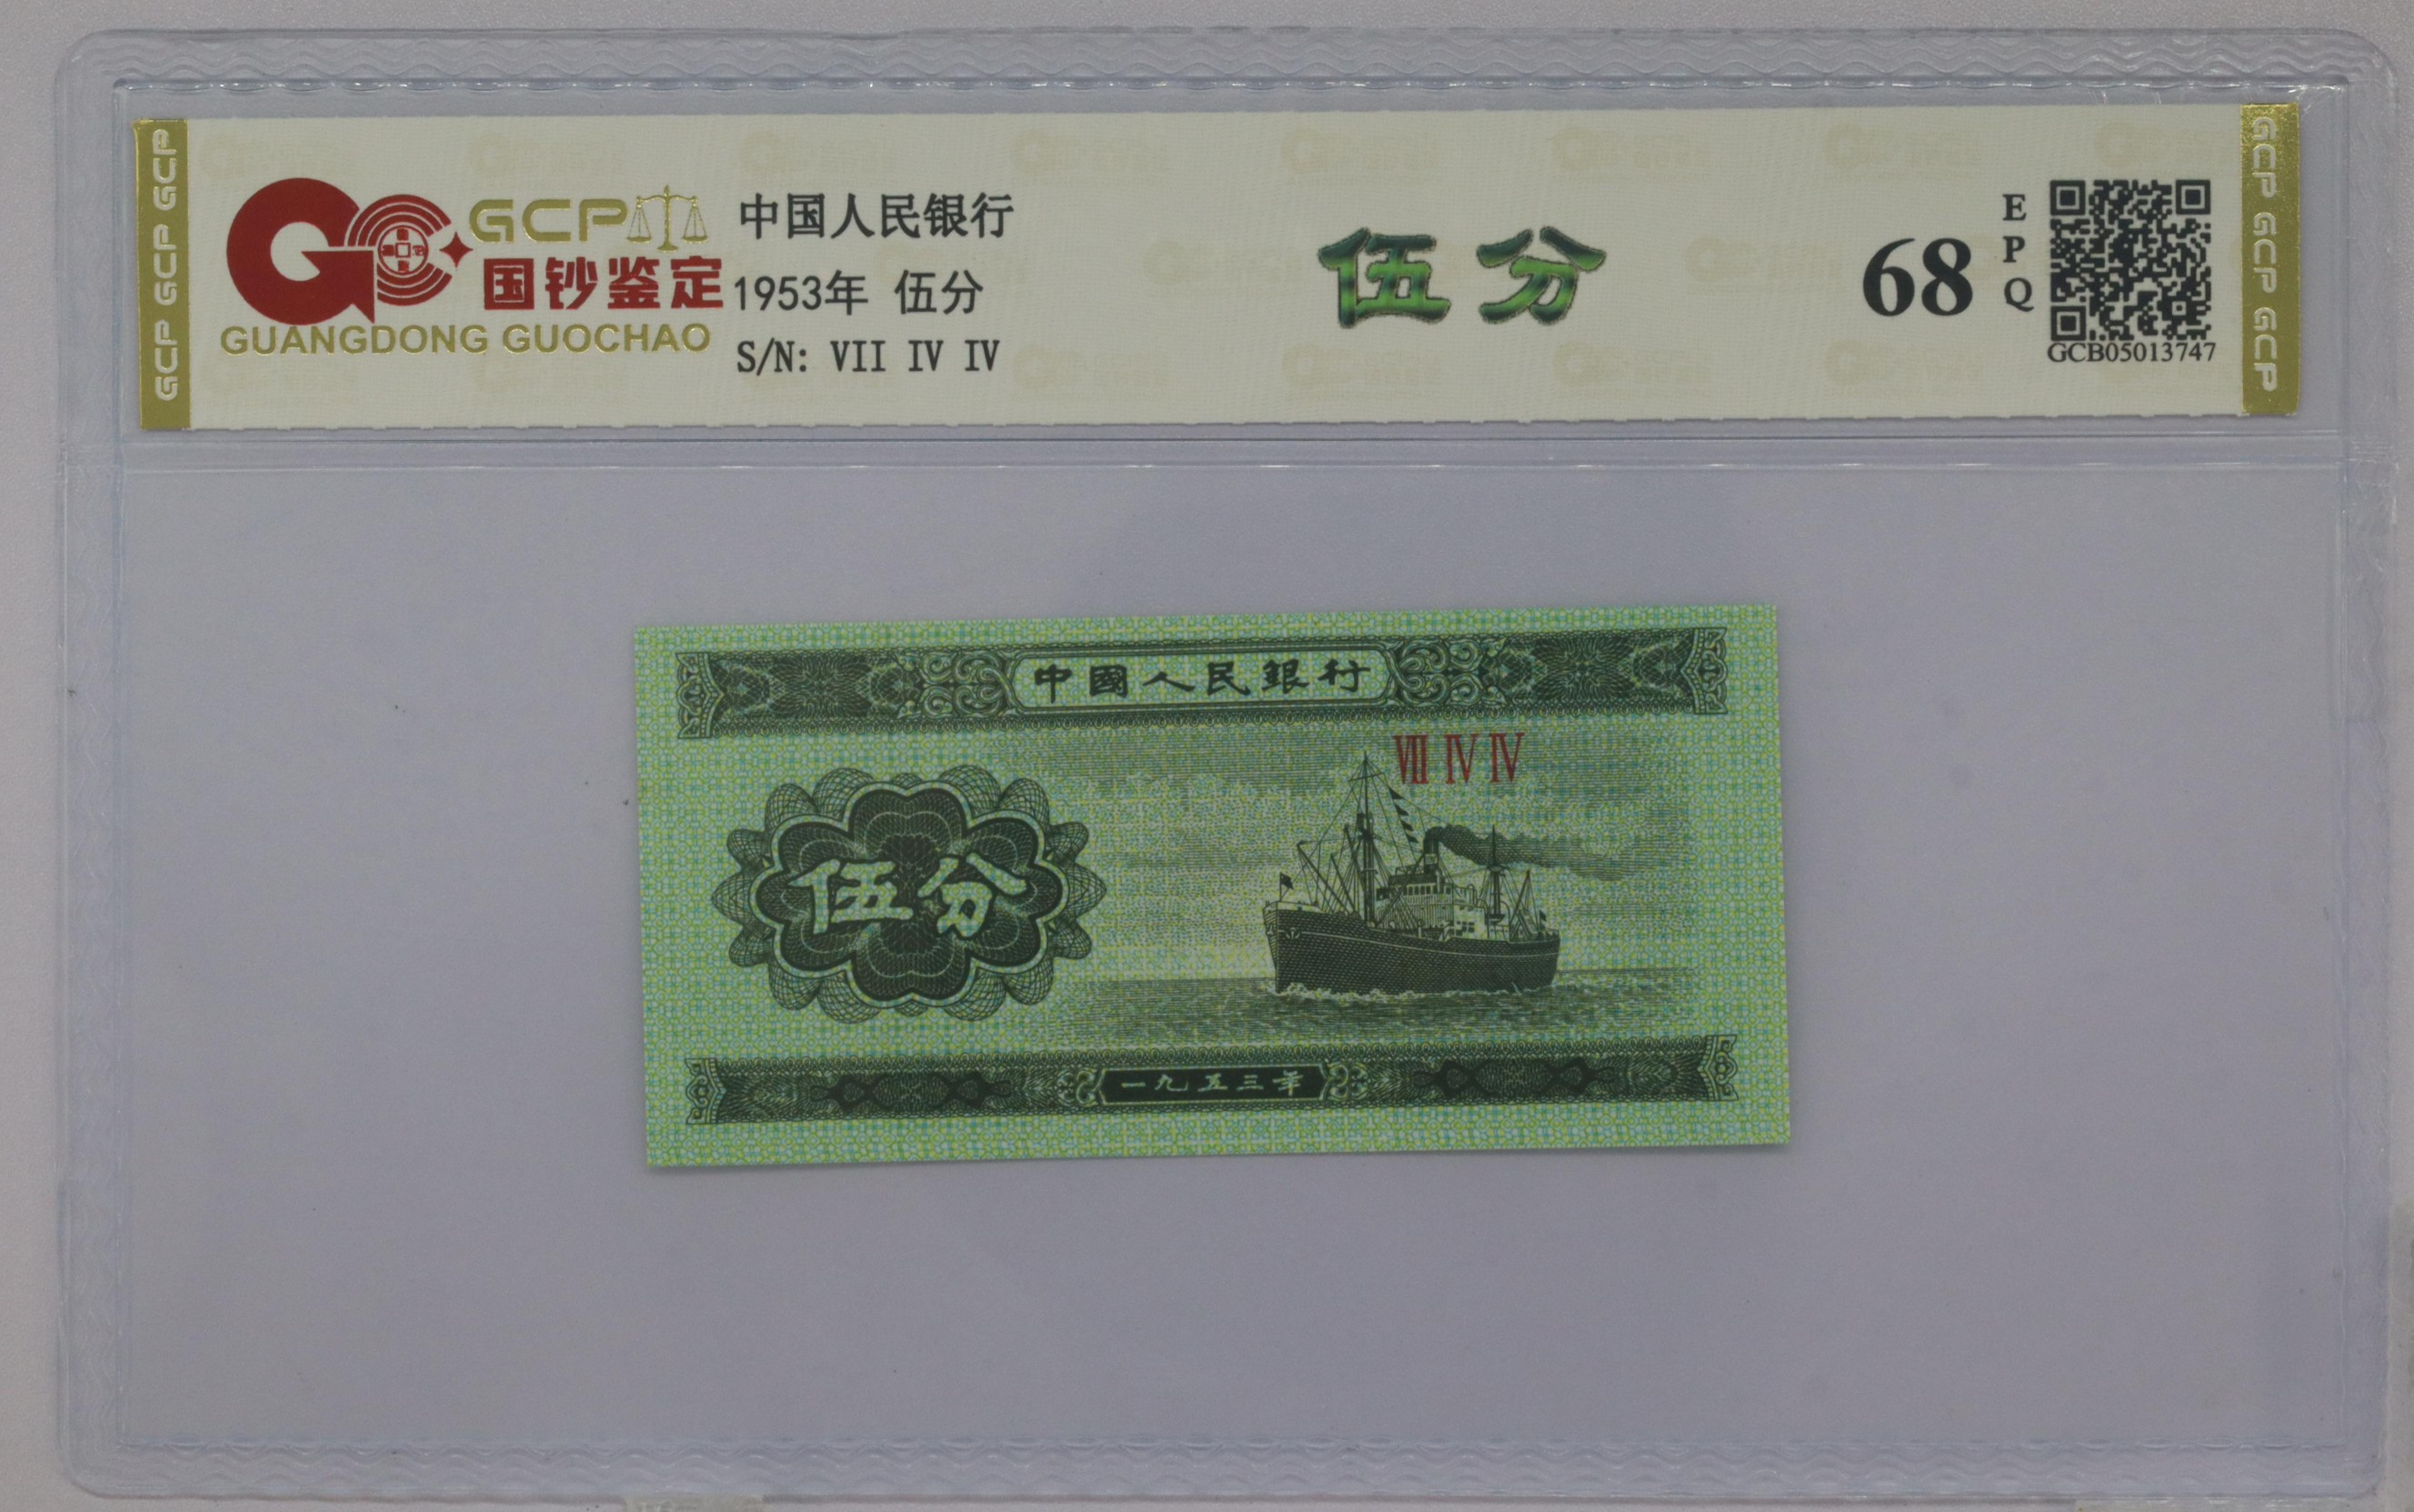 GCP GCP GCP
GCP
国钞鉴定
GUANGDONG GUOCHAO
中国人民银行
1953年 伍分
S/N: VII IV IV
伍分
68
EPQ
GCB05013747
GCP GCP GCP
中國人民銀行
VII IV IV
伍分
一九五三年